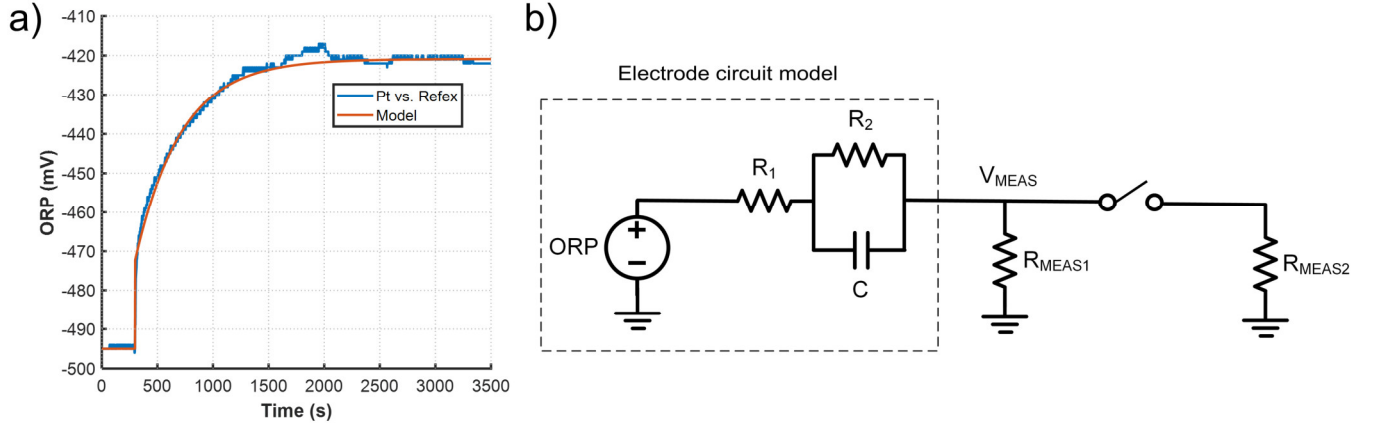 a)
-410
-420
-430
-440
-450
-460
-470
-480
-490
-500
ORP (mV)
0 500 1000 1500 2000 2500 3000 3500
Time (s)
Pt vs. Refex
Model
b)
Electrode circuit model
R2
R1
VMEAS
ORP
C
RMEAS1
RMEAS2